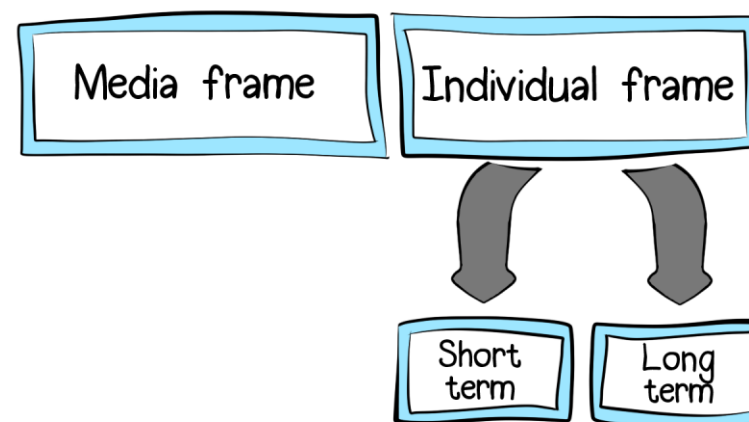 Media frame
Individual frame
Short
term
Long
term